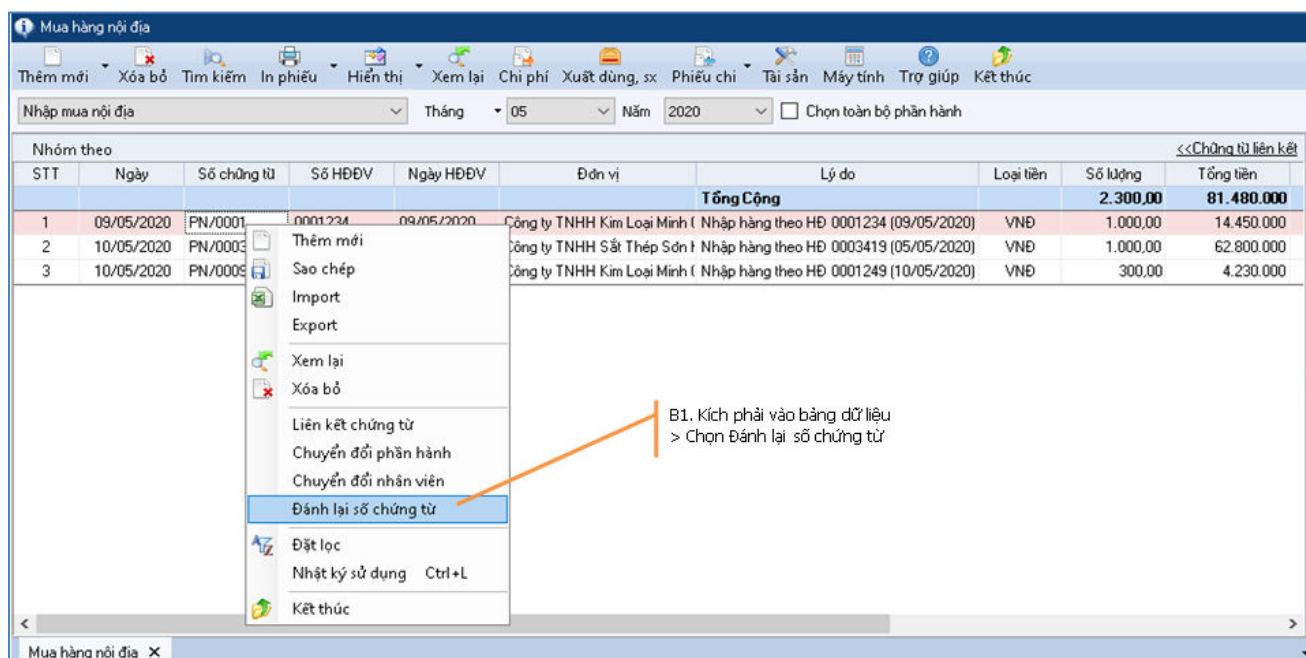 Mua hàng nội địa
Thêm mới Xóa bỏ Tìm kiếm In phiếu Hiển thị Xem lại Chi phí Xuất dùng, sx Phiếu chi Tài sản Máy tính Trợ giúp Kết thúc
Nhập mua nội địa Tháng 05 Năm 2020 Chọn toàn bộ phần hành
Nhóm theo <<Chứng từ liên kết
STT Ngày Số chứng từ Số HĐĐV Ngày HĐĐV Đơn vị Lý do Loại tiền Số lượng Tổng tiền
Tổng Cộng 2.300,00 81.480.000
1 09/05/2020 PN/0001 0001234 09/05/2020 Công ty TNHH Kim Loại Minh Nhập hàng theo HĐ 0001234 (09/05/2020) VNĐ 1.000,00 14.450.000
2 10/05/2020 PN/0003 Công ty TNHH Sắt Thép Sơn Nhập hàng theo HĐ 0003419 (05/05/2020) VNĐ 1.000,00 62.800.000
3 10/05/2020 PN/0009 Công ty TNHH Kim Loại Minh Nhập hàng theo HĐ 0001249 (10/05/2020) VNĐ 300,00 4.230.000
Thêm mới
Sao chép
Import
Export
Xem lại
Xóa bỏ
Liên kết chứng từ
Chuyển đổi phần hành
Chuyển đổi nhân viên
Đánh lại số chứng từ
Đặt lọc
Nhật ký sử dụng Ctrl+L
Kết thúc
B1. Kích phải vào bảng dữ liệu
> Chọn Đánh lại số chứng từ
Mua hàng nội địa X